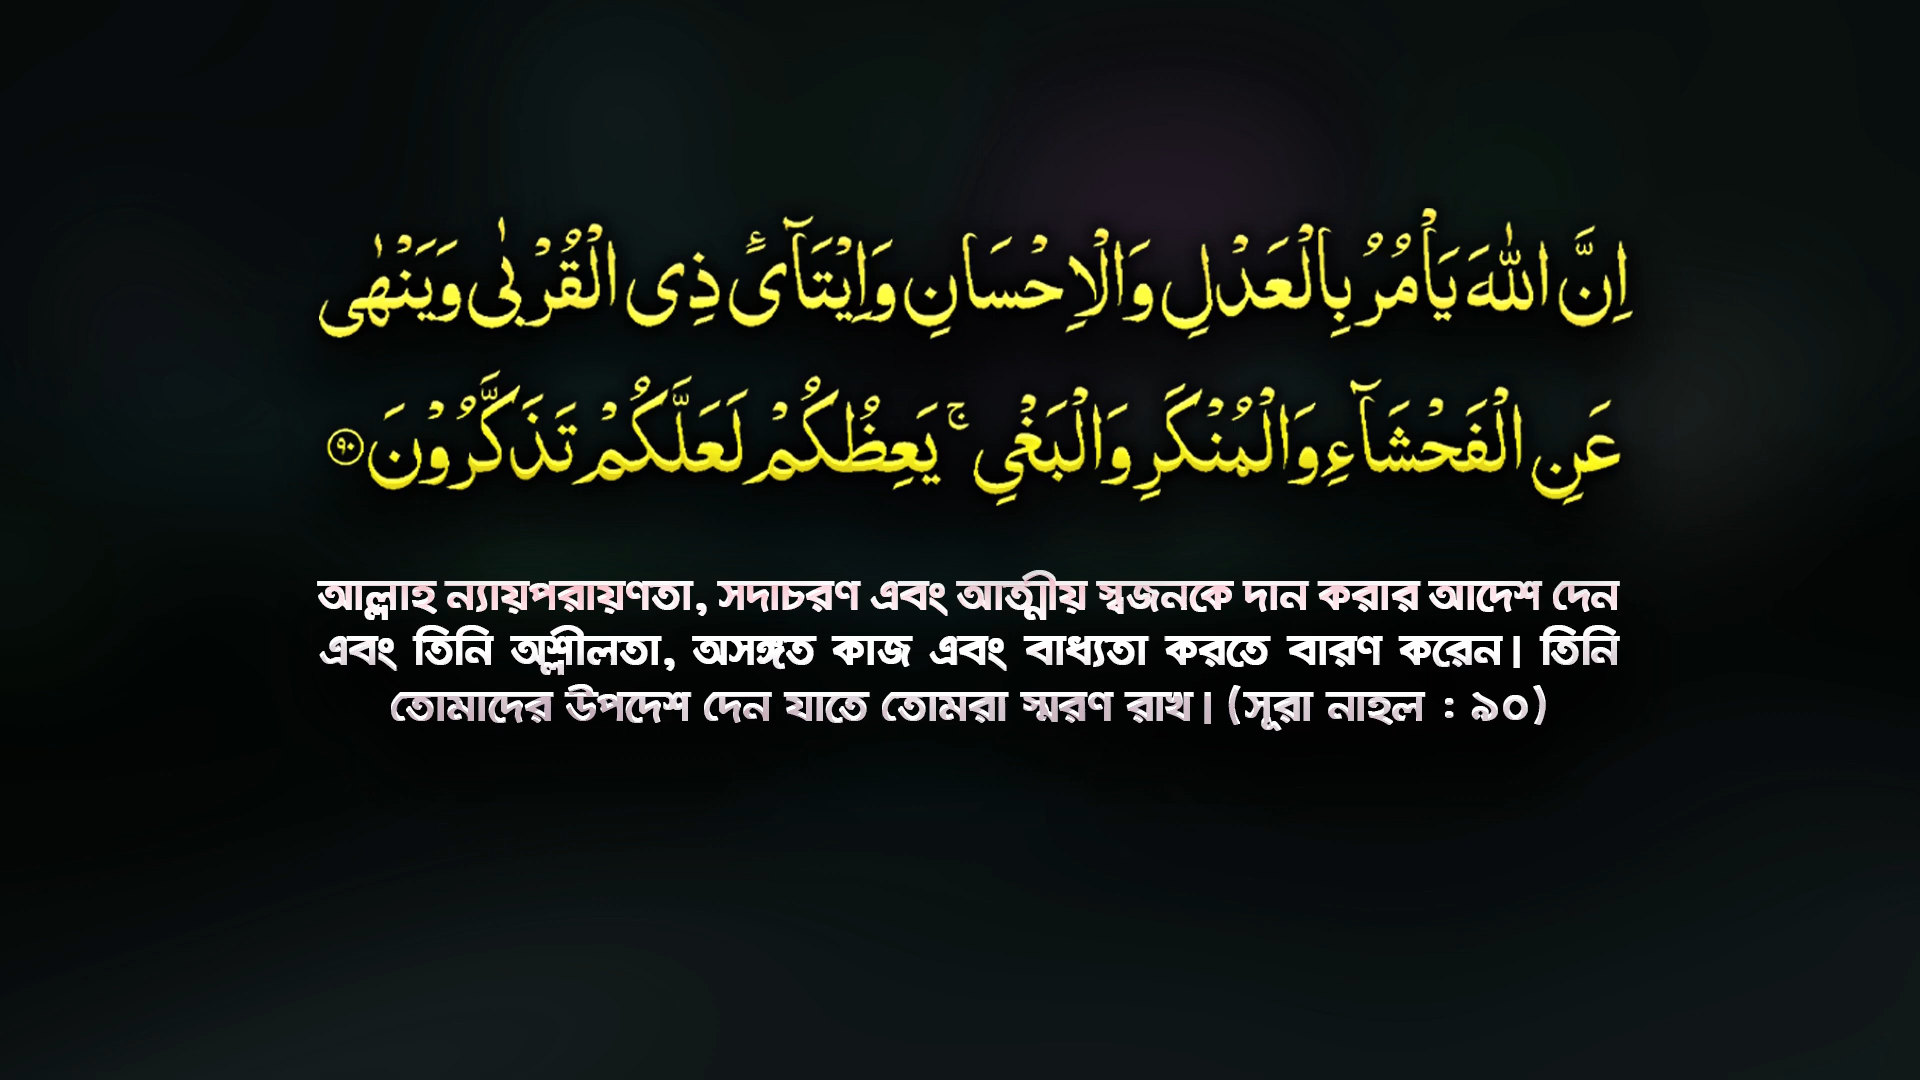 اِنَّ اللّٰهَ يَاْمُرُ بِالْعَدْلِ وَالْاِحْسَانِ وَاِيْتَآئِ ذِى الْقُرْبٰى وَيَنْهٰى
عَنِ الْفَحْشَآءِ وَالْمُنْكَرِ وَالْبَغْيِ ۚ يَعِظُكُمْ لَعَلَّكُمْ تَذَكَّرُوْنَ ﴿٩٠﴾
আল্লাহ ন্যায়পরায়ণতা, সদাচরণ এবং আত্মীয় স্বজনকে দান করার আদেশ দেন
এবং তিনি অশ্লীলতা, অসঙ্গত কাজ এবং বাধ্যতা করতে বারণ করেন। তিনি
তোমাদের উপদেশ দেন যাতে তোমরা স্মরণ রাখ। (সূরা নাহল : ৯০)